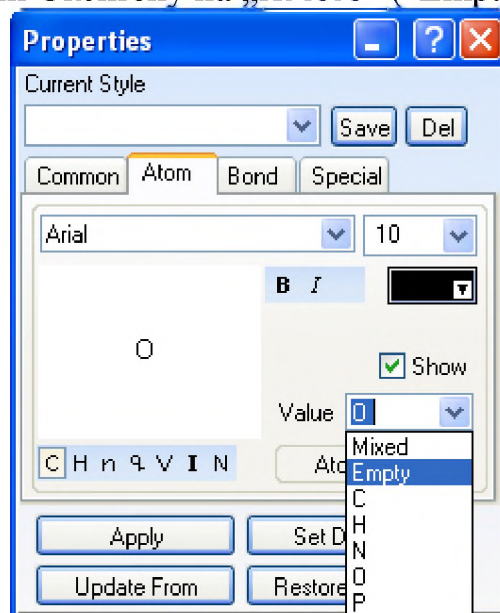 Properties
Current Style
Save Del
Common Atom Bond Special
Arial 10
B I
O
Show
Value O
Mixed
C H n q V I N
Empty
C
H
N
O
P
Apply
Set D
Update From
Restore